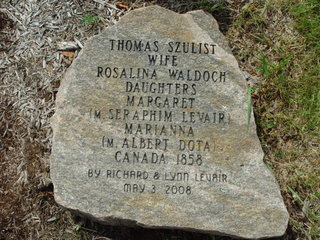 THOMAS SZULIST
WIFE
ROSALINA WALDOCH
DAUGHTERS
MARGARET
(M. SERAPHIM LEVAIR)
MARIANNA
(M. ALBERT DOTA)
CANADA 1858
BY RICHARD & LYNN LEVAIR
MAY 3, 2008